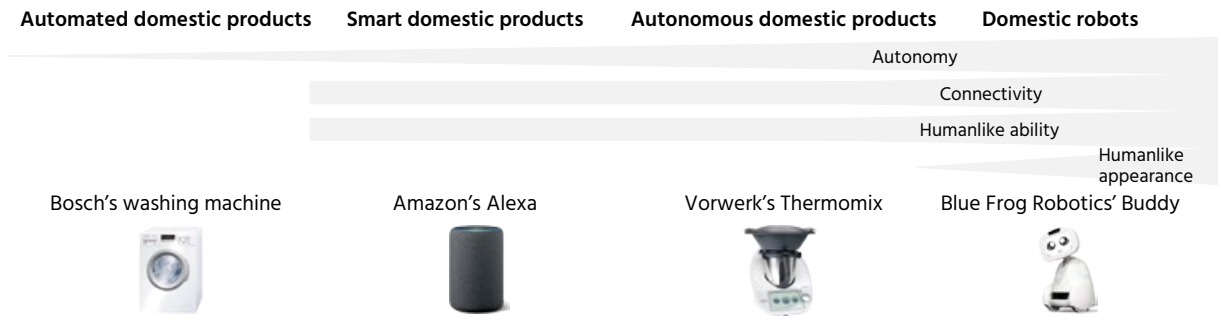 Automated domestic products
Smart domestic products
Autonomous domestic products
Domestic robots
Autonomy
Connectivity
Humanlike ability
Humanlike
appearance
Bosch’s washing machine
Amazon’s Alexa
Vorwerk’s Thermomix
Blue Frog Robotics’ Buddy